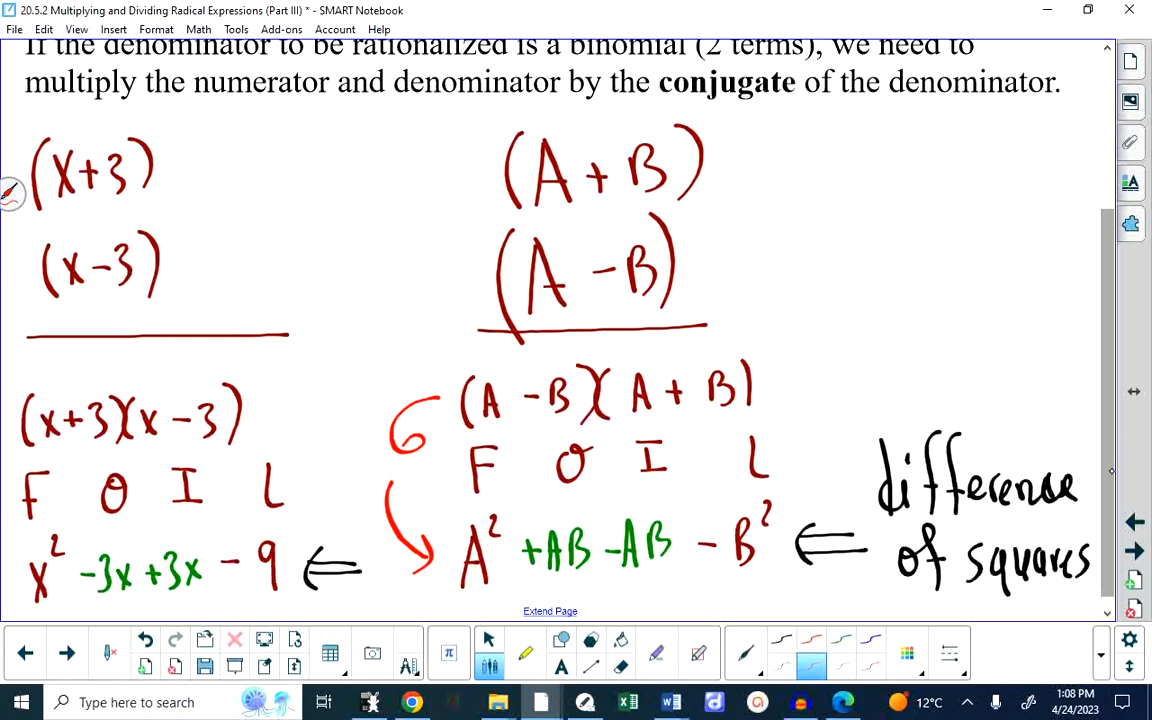 20.5.2 Multiplying and Dividing Radical Expressions (Part III) * - SMART Notebook
File Edit View Insert Format Math Tools Add-ons Account Help
If the denominator to be rationalized is a binomial (2 terms), we need to
multiply the numerator and denominator by the conjugate of the denominator.
(x+3)
(x-3)
(x+3)(x-3)
F O I L
x² -3x +3x - 9 ⇐
(A + B)
(A - B)
(A - B)(A + B)
F O I L
A² +AB -AB - B² ⇐
difference
of squares
Extend Page
Type here to search
12°C
1:08 PM
4/24/2023